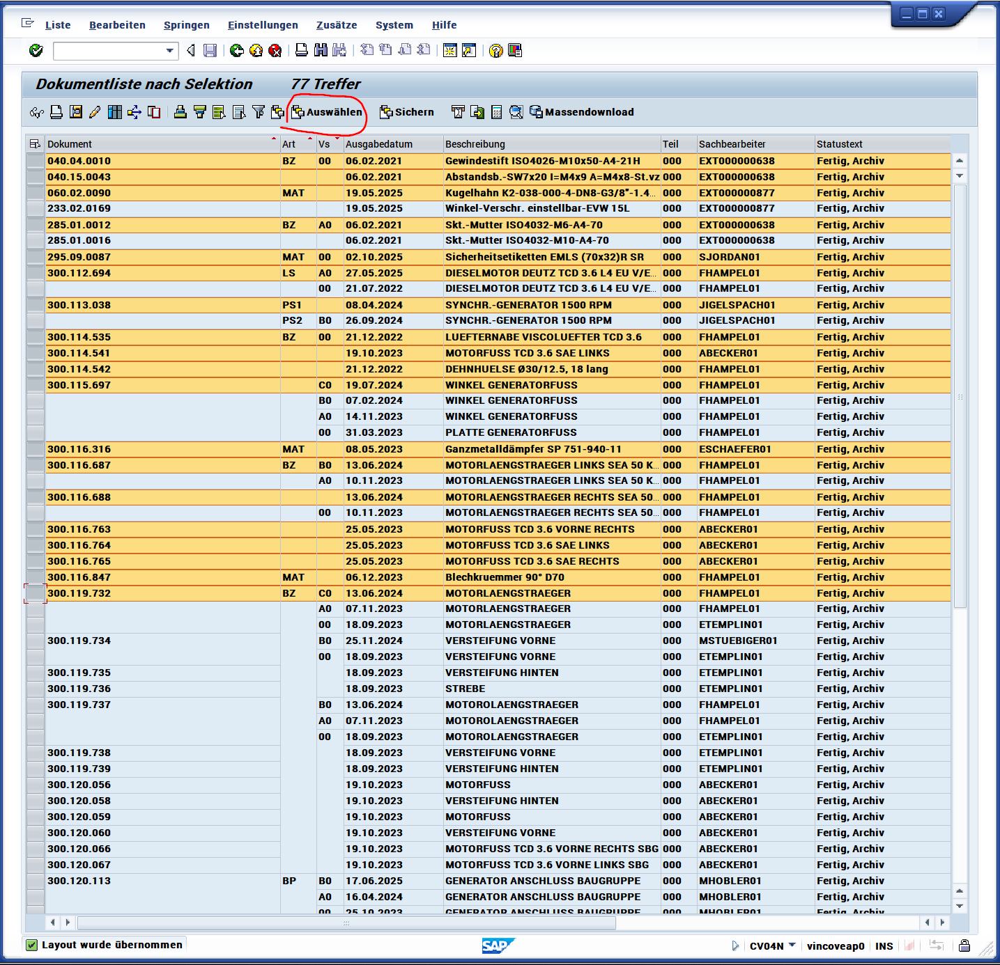 Liste Bearbeiten Springen Einstellungen Zusätze System Hilfe
Dokumentliste nach Selektion 77 Treffer
Auswählen Sichern Massendownload
Dokument Art Vs Ausgabedatum Beschreibung Teil Sachbearbeiter Statustext
040.04.0010 BZ 00 06.02.2021 Gewindestift ISO4026-M10x50-A4-21H 000 EXT000000638 Fertig, Archiv
040.15.0043 06.02.2021 Abstandsb.-SW7x20 I=M4x9 A=M4x8-St.vz 000 EXT000000638 Fertig, Archiv
060.02.0090 MAT 19.05.2025 Kugelhahn K2-038-000-4-DN8-G3/8"-1.4... 000 EXT000000877 Fertig, Archiv
233.02.0169 19.05.2025 Winkel-Verschr. einstellbar-EVW 15L 000 EXT000000877 Fertig, Archiv
285.01.0012 BZ A0 06.02.2021 Skt.-Mutter ISO4032-M6-A4-70 000 EXT000000638 Fertig, Archiv
285.01.0016 06.02.2021 Skt.-Mutter ISO4032-M10-A4-70 000 EXT000000638 Fertig, Archiv
295.09.0087 MAT 00 02.10.2025 Sicherheitsetiketten EMLS (70x32)R SR 000 SJORDAN01 Fertig, Archiv
300.112.694 LS A0 27.05.2025 DIESELMOTOR DEUTZ TCD 3.6 L4 EU V/E... 000 FHAMPEL01 Fertig, Archiv
00 21.07.2022 DIESELMOTOR DEUTZ TCD 3.6 L4 EU V/E... 000 FHAMPEL01 Fertig, Archiv
300.113.038 PS1 08.04.2024 SYNCHR.-GENERATOR 1500 RPM 000 JIGELSPACH01 Fertig, Archiv
PS2 B0 26.09.2024 SYNCHR.-GENERATOR 1500 RPM 000 JIGELSPACH01 Fertig, Archiv
300.114.535 BZ 00 21.12.2022 LUEFTERNABE VISCOLUEFTER TCD 3.6 000 FHAMPEL01 Fertig, Archiv
300.114.541 19.10.2023 MOTORFUSS TCD 3.6 SAE LINKS 000 ABECKER01 Fertig, Archiv
300.114.542 21.12.2022 DEHNHUELSE Ø30/12.5, 18 lang 000 FHAMPEL01 Fertig, Archiv
300.115.697 C0 19.07.2024 WINKEL GENERATORFUSS 000 FHAMPEL01 Fertig, Archiv
B0 07.02.2024 WINKEL GENERATORFUSS 000 FHAMPEL01 Fertig, Archiv
A0 14.11.2023 WINKEL GENERATORFUSS 000 FHAMPEL01 Fertig, Archiv
00 31.03.2023 PLATTE GENERATORFUSS 000 FHAMPEL01 Fertig, Archiv
300.116.316 MAT 08.05.2023 Ganzmetalldämpfer SP 751-940-11 000 ESCHAEFER01 Fertig, Archiv
300.116.687 BZ B0 13.06.2024 MOTORLAENGSTRAEGER LINKS SEA 50 K... 000 FHAMPEL01 Fertig, Archiv
A0 10.11.2023 MOTORLAENGSTRAEGER LINKS SEA 50 K... 000 FHAMPEL01 Fertig, Archiv
300.116.688 13.06.2024 MOTORLAENGSTRAEGER RECHTS SEA 50... 000 FHAMPEL01 Fertig, Archiv
00 10.11.2023 MOTORLAENGSTRAEGER RECHTS SEA 50... 000 FHAMPEL01 Fertig, Archiv
300.116.763 25.05.2023 MOTORFUSS TCD 3.6 VORNE RECHTS 000 ABECKER01 Fertig, Archiv
300.116.764 25.05.2023 MOTORFUSS TCD 3.6 SAE LINKS 000 ABECKER01 Fertig, Archiv
300.116.765 25.05.2023 MOTORFUSS TCD 3.6 SAE RECHTS 000 ABECKER01 Fertig, Archiv
300.116.847 MAT 06.12.2023 Blechkruemmer 90° D70 000 FHAMPEL01 Fertig, Archiv
300.119.732 BZ C0 13.06.2024 MOTORLAENGSTRAEGER 000 FHAMPEL01 Fertig, Archiv
A0 07.11.2023 MOTORLAENGSTRAEGER 000 FHAMPEL01 Fertig, Archiv
00 18.09.2023 MOTORLAENGSTRAEGER 000 ETEMPLIN01 Fertig, Archiv
300.119.734 B0 25.11.2024 VERSTEIFUNG VORNE 000 MSTUEBIGER01 Fertig, Archiv
00 18.09.2023 VERSTEIFUNG VORNE 000 ETEMPLIN01 Fertig, Archiv
300.119.735 18.09.2023 VERSTEIFUNG HINTEN 000 ETEMPLIN01 Fertig, Archiv
300.119.736 18.09.2023 STREBE 000 ETEMPLIN01 Fertig, Archiv
300.119.737 B0 13.06.2024 MOTOROLAENGSTRAEGER 000 FHAMPEL01 Fertig, Archiv
A0 07.11.2023 MOTOROLAENGSTRAEGER 000 FHAMPEL01 Fertig, Archiv
00 18.09.2023 MOTOROLAENGSTRAEGER 000 ETEMPLIN01 Fertig, Archiv
300.119.738 18.09.2023 VERSTEIFUNG VORNE 000 ETEMPLIN01 Fertig, Archiv
300.119.739 18.09.2023 VERSTEIFUNG HINTEN 000 ETEMPLIN01 Fertig, Archiv
300.120.056 19.10.2023 MOTORFUSS 000 ABECKER01 Fertig, Archiv
300.120.058 19.10.2023 VERSTEIFUNG HINTEN 000 ABECKER01 Fertig, Archiv
300.120.059 19.10.2023 MOTORFUSS 000 ABECKER01 Fertig, Archiv
300.120.060 19.10.2023 VERSTEIFUNG VORNE 000 ABECKER01 Fertig, Archiv
300.120.066 19.10.2023 MOTORFUSS TCD 3.6 VORNE RECHTS SBG 000 ABECKER01 Fertig, Archiv
300.120.067 19.10.2023 MOTORFUSS TCD 3.6 VORNE LINKS SBG 000 ABECKER01 Fertig, Archiv
300.120.113 BP B0 17.06.2025 GENERATOR ANSCHLUSS BAUGRUPPE 000 MHOBLER01 Fertig, Archiv
A0 16.04.2024 GENERATOR ANSCHLUSS BAUGRUPPE 000 MHOBLER01 Fertig, Archiv
00 25.10.2023 GENERATOR ANSCHLUSS BAUGRUPPE 000 MHOBLER01 Fertig, Archiv
Layout wurde übernommen SAP CV04N vincoveap0 INS